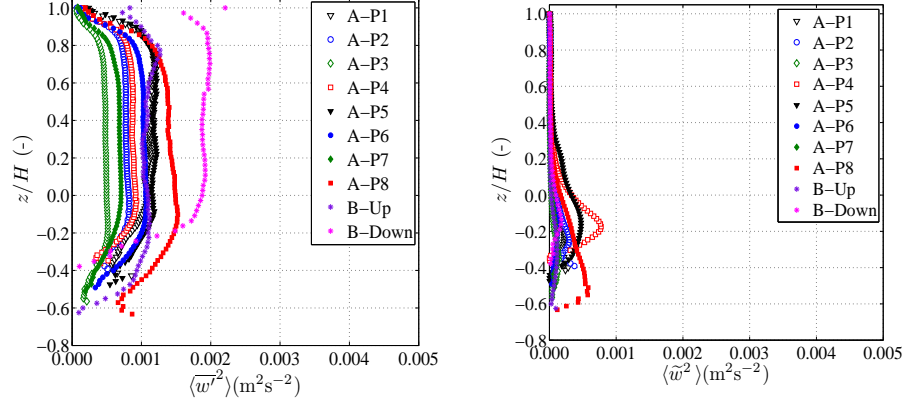 1.0
0.8
0.6
0.4
0.2
0.0
−0.2
−0.4
−0.6
−0.8
z/H (-)
0.000
0.001
0.002
0.003
0.004
0.005
⟨w′²⟩(m²s⁻²)
A−P1
A−P2
A−P3
A−P4
A−P5
A−P6
A−P7
A−P8
B−Up
B−Down
1.0
0.8
0.6
0.4
0.2
0.0
−0.2
−0.4
−0.6
−0.8
z/H (-)
0.000
0.001
0.002
0.003
0.004
0.005
⟨w̃²⟩(m²s⁻²)
A−P1
A−P2
A−P3
A−P4
A−P5
A−P6
A−P7
A−P8
B−Up
B−Down